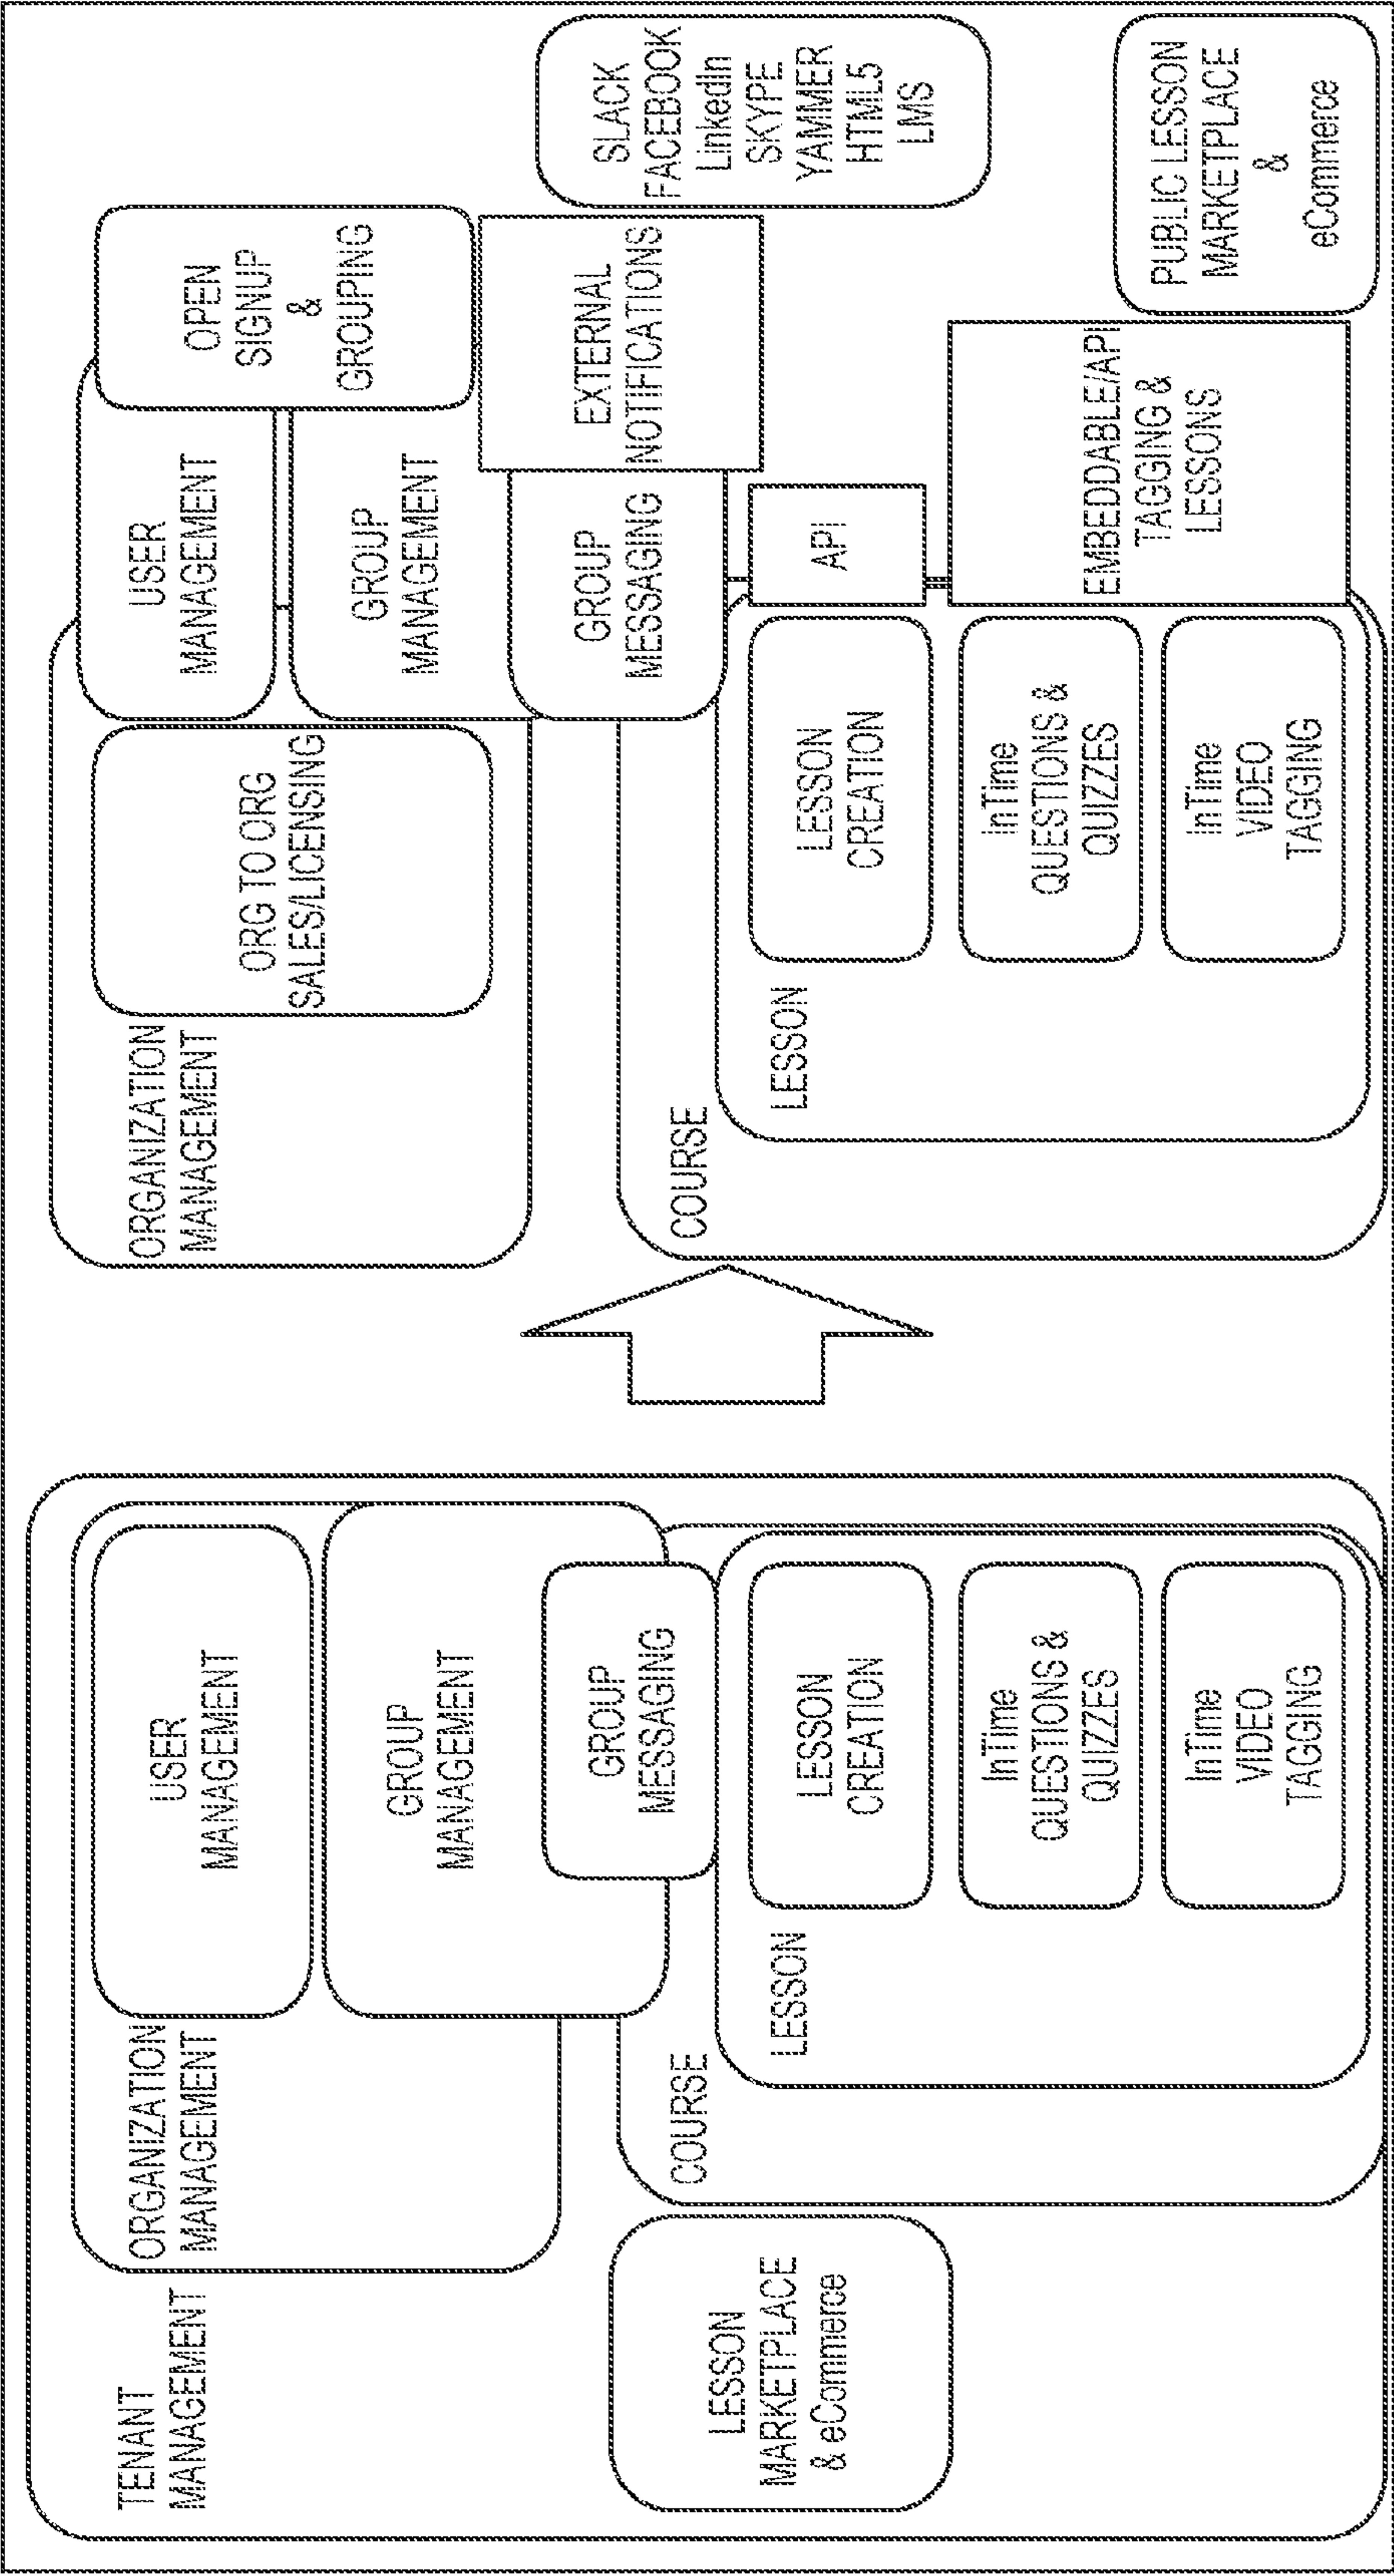 TENANT
MANAGEMENT
ORGANIZATION
MANAGEMENT
USER
MANAGEMENT
GROUP
MANAGEMENT
GROUP
MESSAGING
LESSON
MARKETPLACE
& eCommerce
COURSE
LESSON
LESSON
CREATION
InTime
QUESTIONS &
QUIZZES
InTime
VIDEO
TAGGING
ORGANIZATION
MANAGEMENT
ORG TO ORG
SALES/LICENSING
USER
MANAGEMENT
GROUP
MANAGEMENT
OPEN
SIGNUP
&
GROUPING
GROUP
MESSAGING
EXTERNAL
NOTIFICATIONS
SLACK
FACEBOOK
LinkedIn
SKYPE
YAMMER
HTML5
LMS
COURSE
LESSON
LESSON
CREATION
InTime
QUESTIONS &
QUIZZES
InTime
VIDEO
TAGGING
API
EMBEDDABLE/API
TAGGING &
LESSONS
PUBLIC LESSON
MARKETPLACE
&
eCommerce